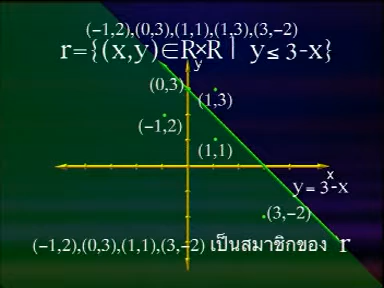 (-1,2),(0,3),(1,1),(1,3),(3,-2)
r={(x,y)∈R×R| y≤ 3-x}
y
(0,3)
(1,3)
(-1,2)
(1,1)
x
y= 3-x
(3,-2)
(-1,2),(0,3),(1,1),(3,-2) เป็นสมาชิกของ r